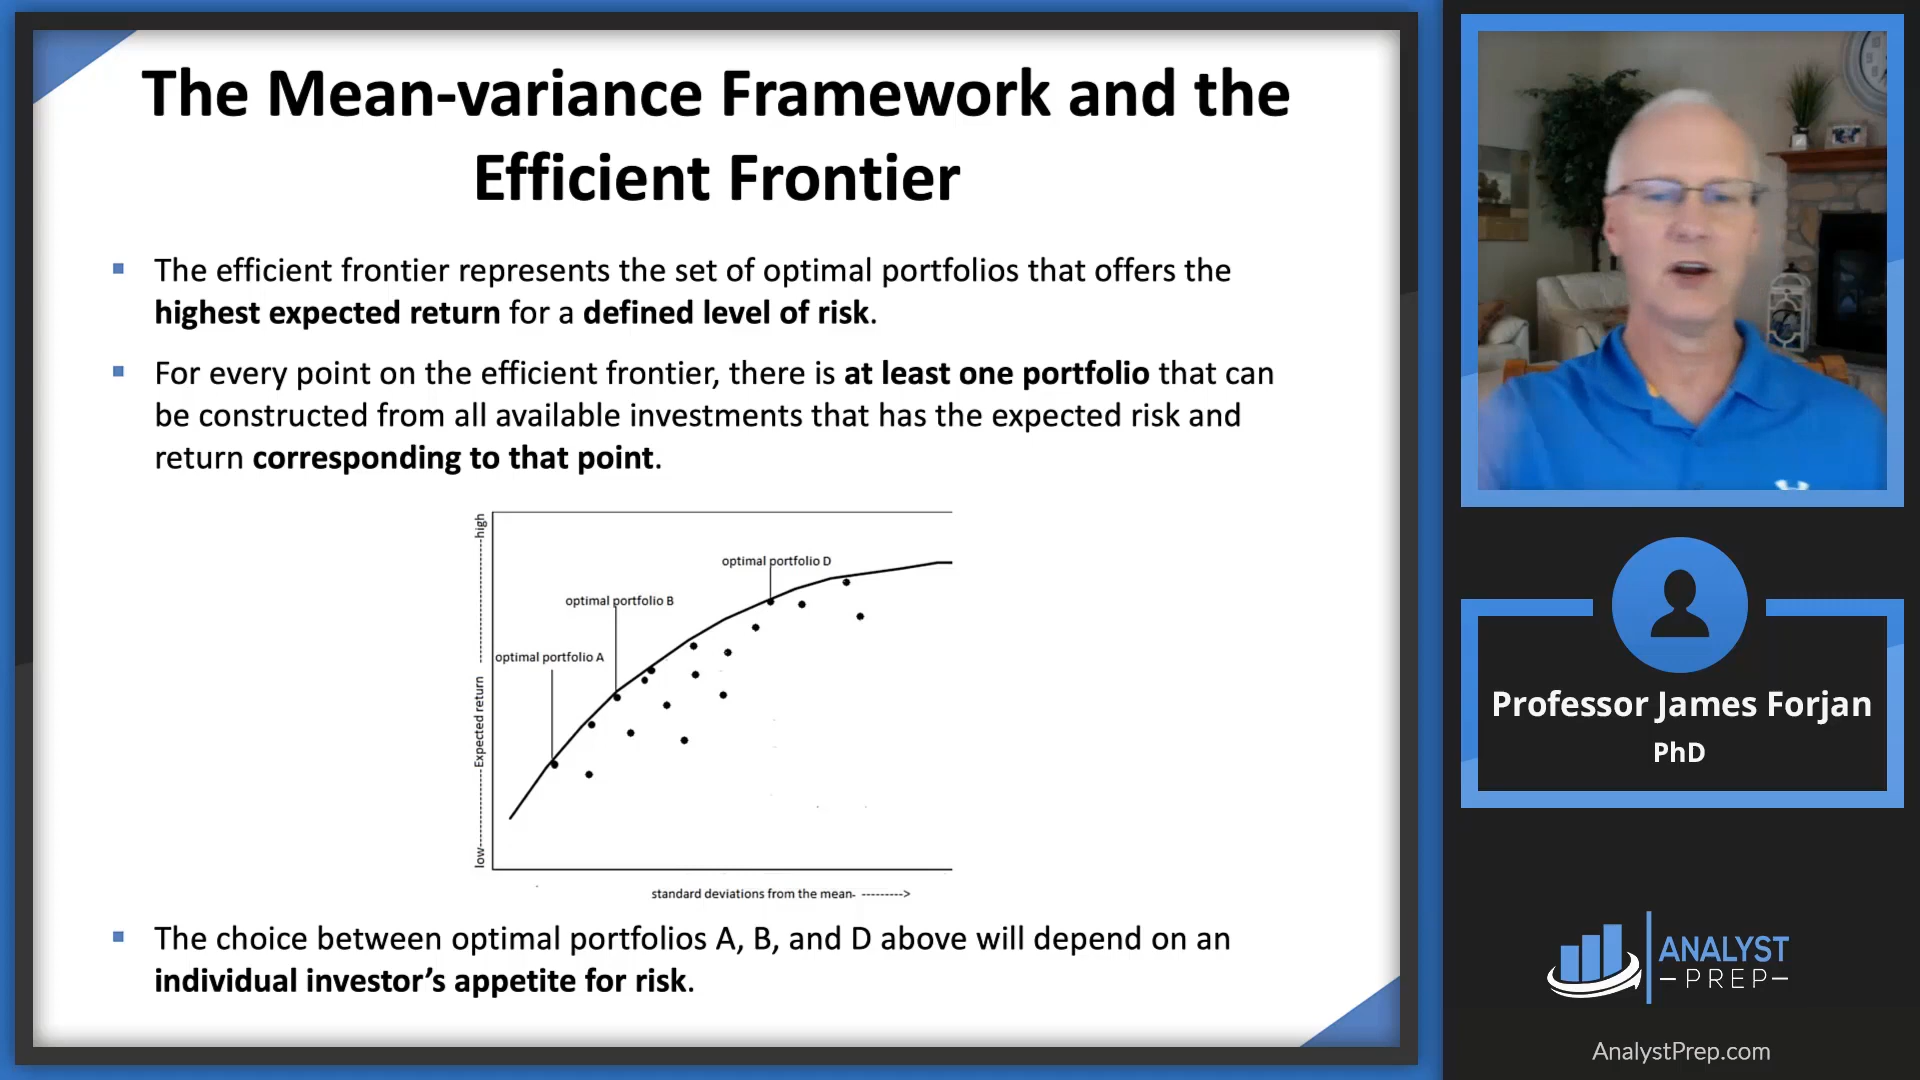 The Mean-variance Framework and the
Efficient Frontier
The efficient frontier represents the set of optimal portfolios that offers the
highest expected return for a defined level of risk.
For every point on the efficient frontier, there is at least one portfolio that can
be constructed from all available investments that has the expected risk and
return corresponding to that point.
low-------Expected return -------high
optimal portfolio A
optimal portfolio B
optimal portfolio D
standard deviations from the mean- --------->
The choice between optimal portfolios A, B, and D above will depend on an
individual investor’s appetite for risk.
Professor James Forjan
PhD
ANALYST
–PREP–
AnalystPrep.com